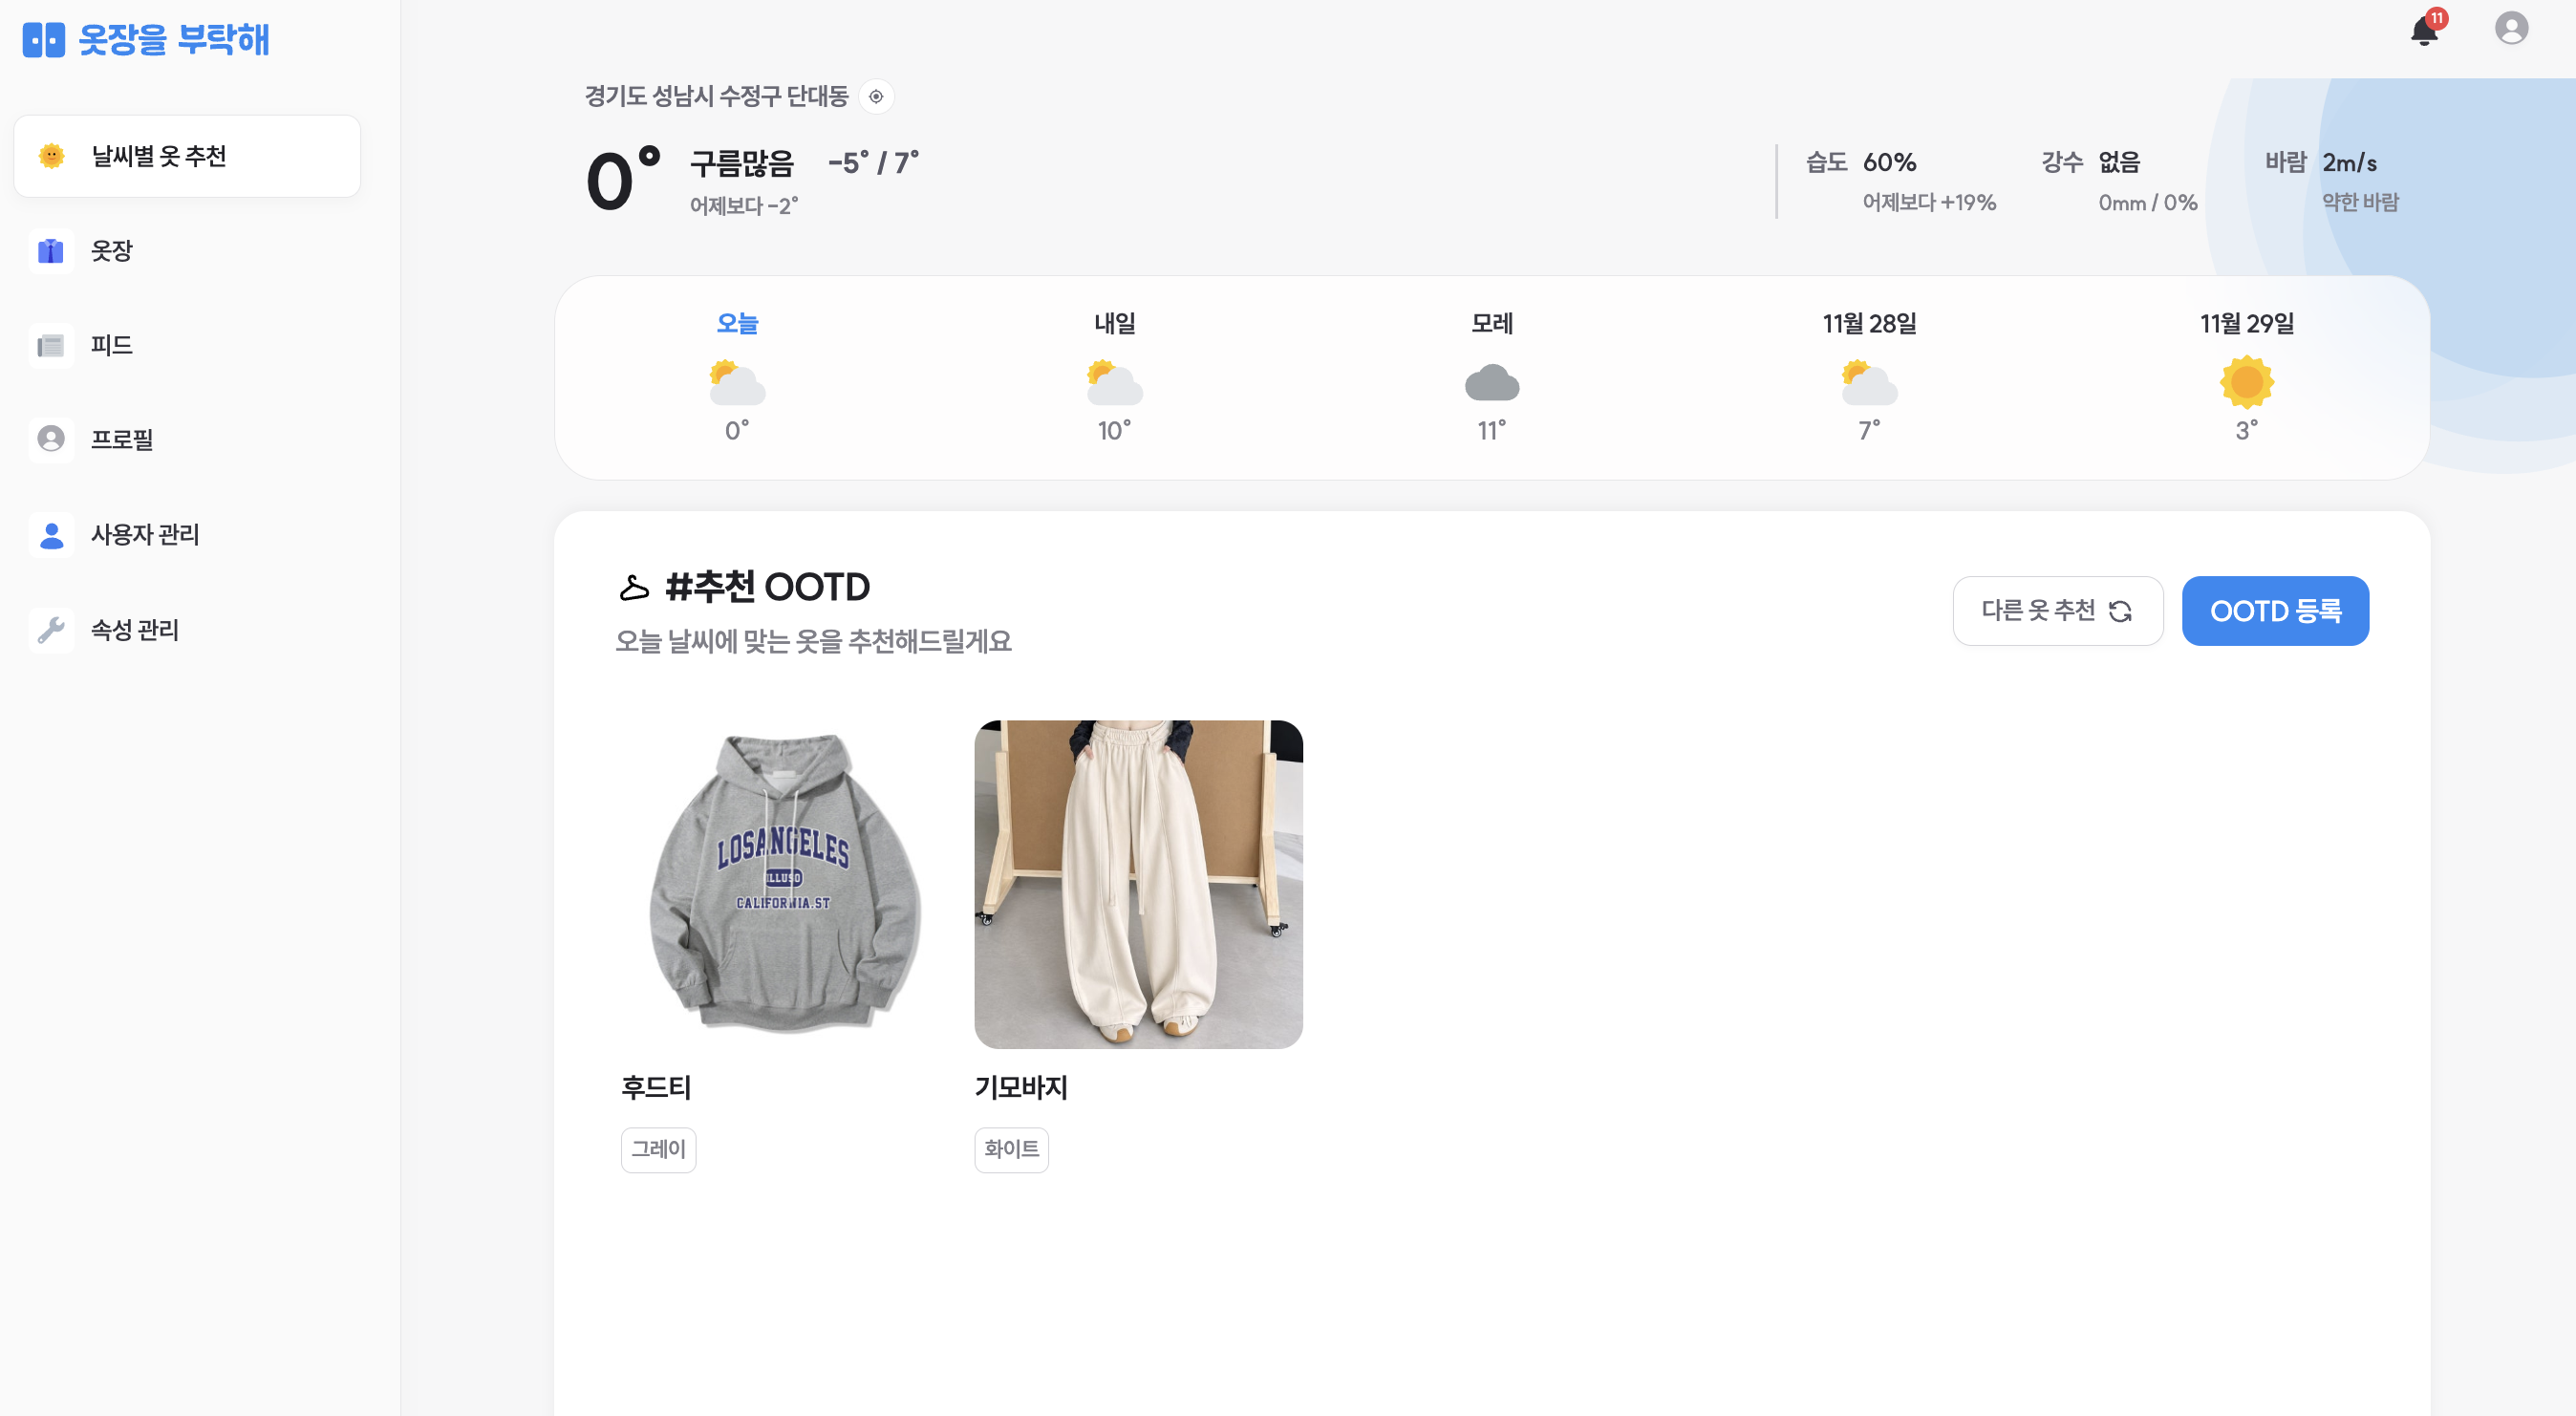 옷장을 부탁해
11
날씨별 옷 추천
옷장
피드
프로필
사용자 관리
속성 관리
경기도 성남시 수정구 단대동
0°
구름많음 -5° / 7°
어제보다 -2°
습도 60%
어제보다 +19%
강수 없음
0mm / 0%
바람 2m/s
약한 바람
오늘
0°
내일
10°
모레
11°
11월 28일
7°
11월 29일
3°
#추천 OOTD
오늘 날씨에 맞는 옷을 추천해드릴게요
다른 옷 추천
OOTD 등록
LOSANGELES
ILLUSO
CALIFORNIA.ST
후드티
그레이
기모바지
화이트